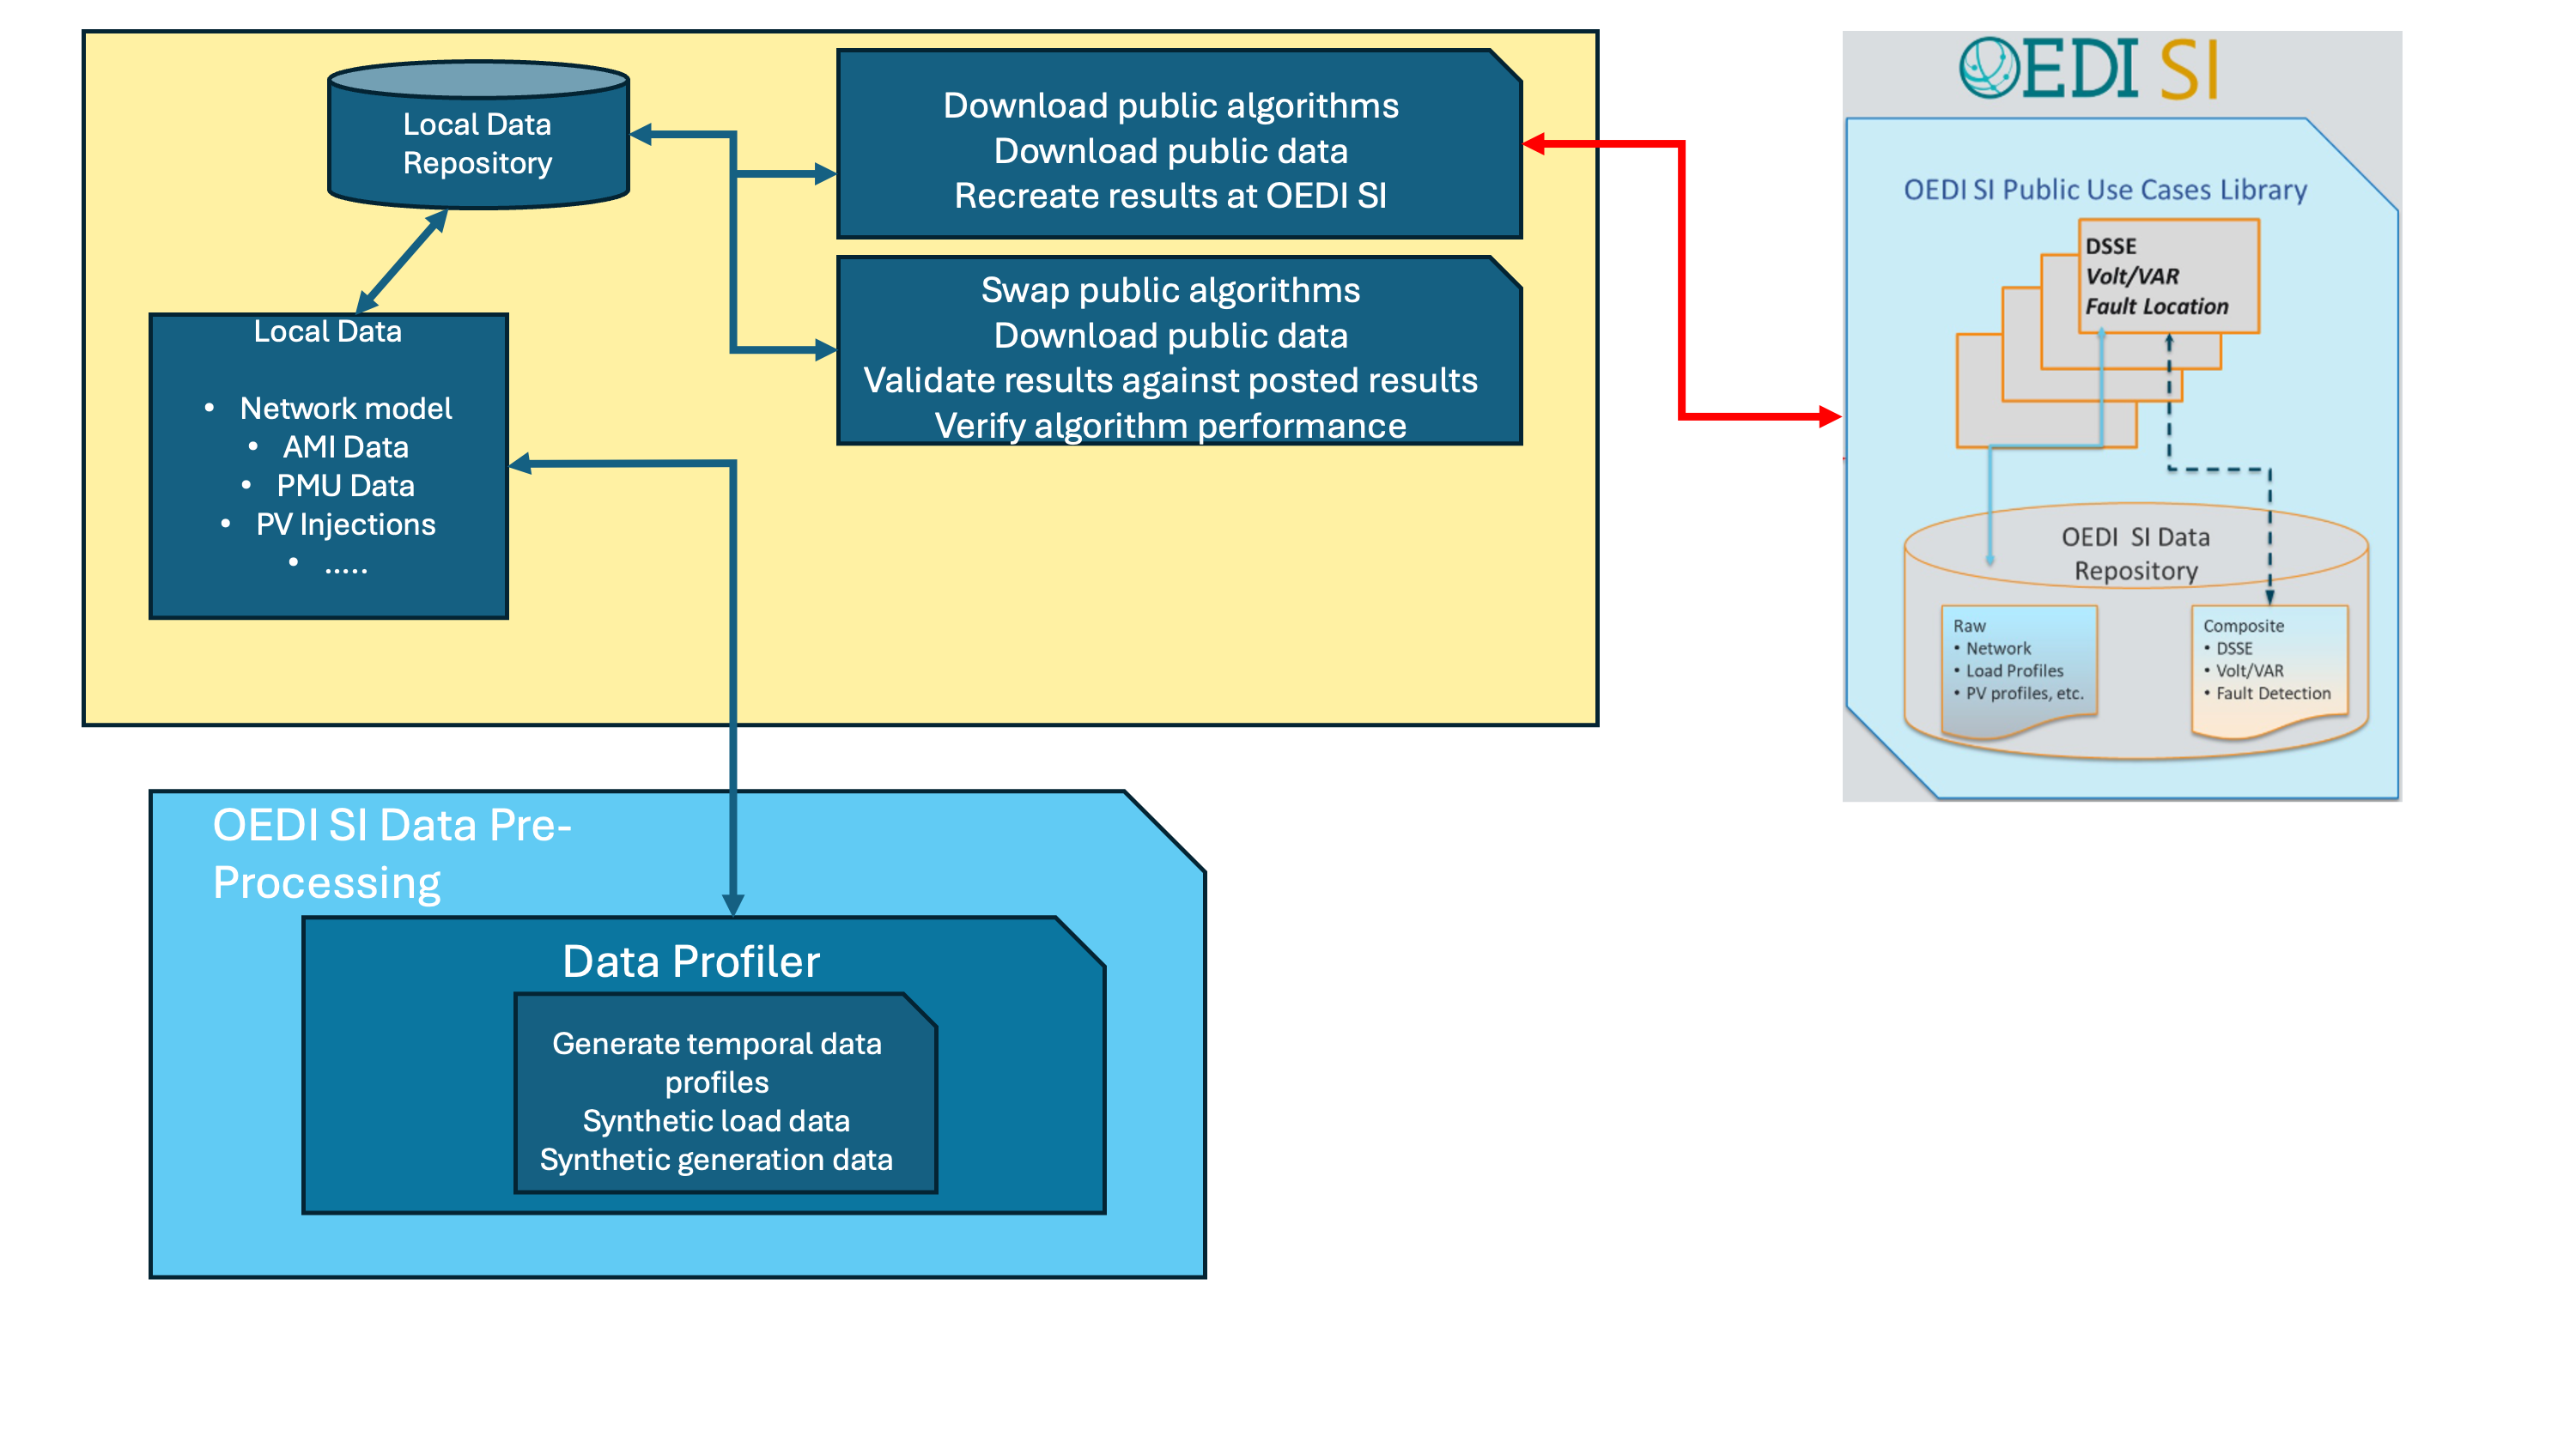 Local Data
Repository
Download public algorithms
Download public data
Recreate results at OEDI SI
Swap public algorithms
Download public data
Validate results against posted results
Verify algorithm performance
Local Data
• Network model
• AMI Data
• PMU Data
• PV Injections
• .....
OEDI SI Data Pre-
Processing
Data Profiler
Generate temporal data
profiles
Synthetic load data
Synthetic generation data
OEDI SI
OEDI SI Public Use Cases Library
DSSE
Volt/VAR
Fault Location
OEDI SI Data
Repository
Raw
• Network
• Load Profiles
• PV profiles, etc.
Composite
• DSSE
• Volt/VAR
• Fault Detection